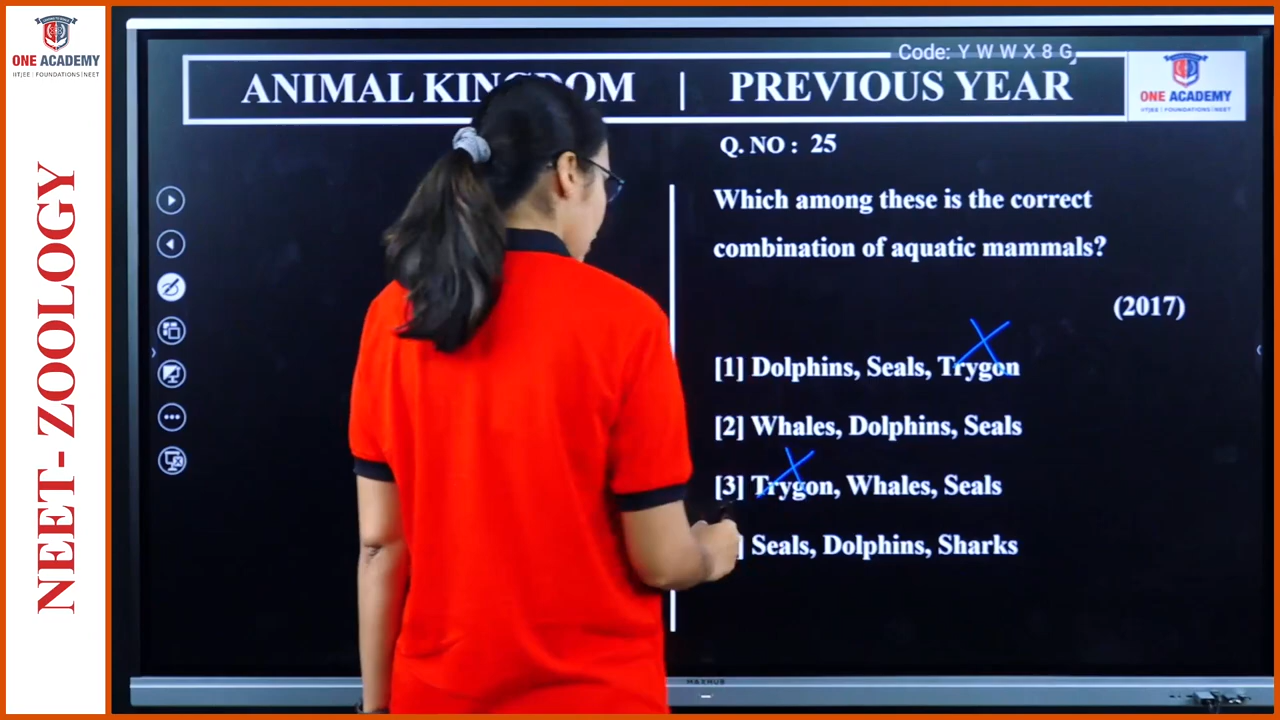 ONE ACADEMY
IIT|JEE | FOUNDATIONS|NEET
NEET- ZOOLOGY
Code: Y W W X 8 G
ANIMAL KINGDOM | PREVIOUS YEAR
ONE ACADEMY
IIT|JEE | FOUNDATIONS|NEET
Q. NO : 25
Which among these is the correct
combination of aquatic mammals?
(2017)
[1] Dolphins, Seals, Trygon
[2] Whales, Dolphins, Seals
[3] Trygon, Whales, Seals
] Seals, Dolphins, Sharks
MAXHUB